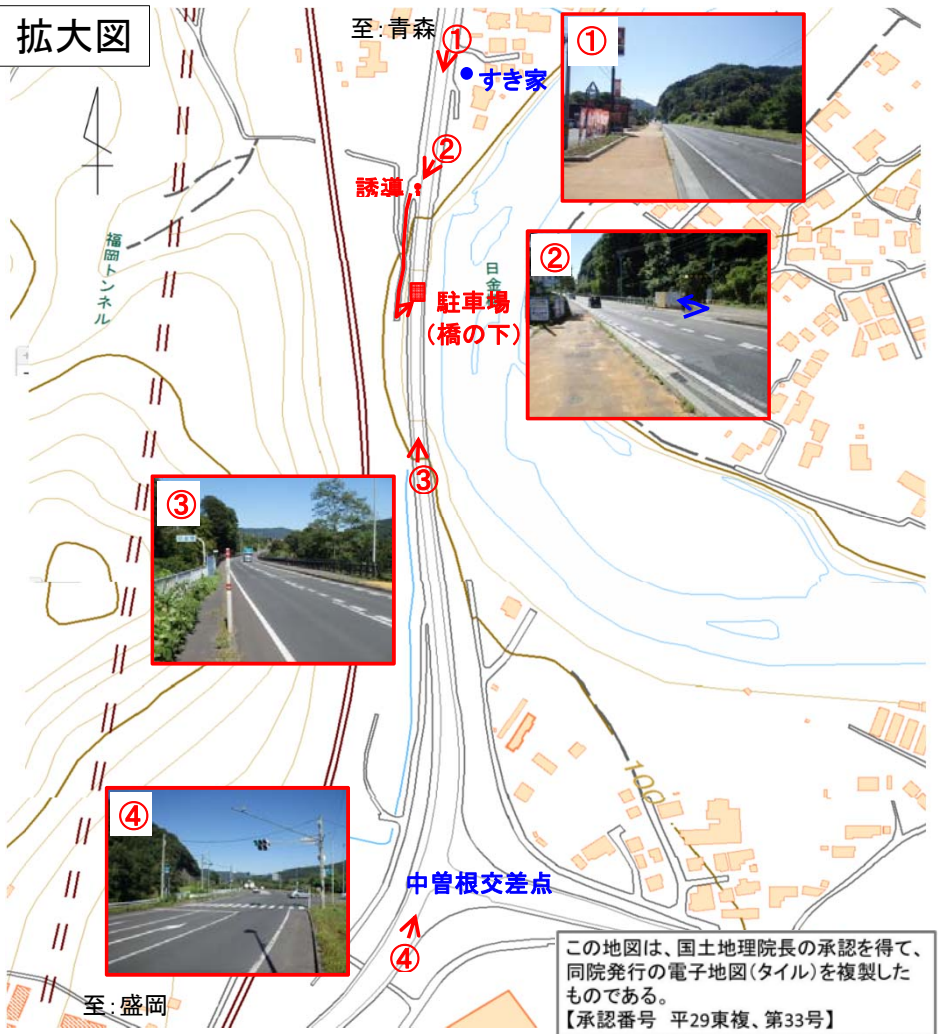 拡大図
至:青森
①
すき家
①
②
誘導
福岡トンネル
日金
②
駐車場
(橋の下)
③
③
100
④
中曽根交差点
④
至:盛岡
この地図は、国土地理院長の承認を得て、
同院発行の電子地図(タイル)を複製した
ものである。
【承認番号 平29東複、第33号】